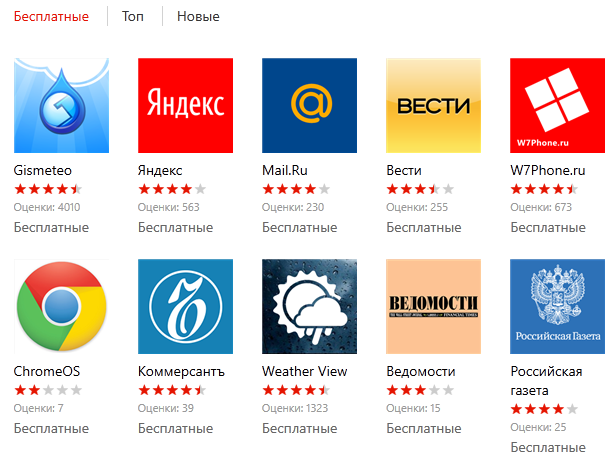 Бесплатные Топ Новые
Яндекс @ ВЕСТИ W7Phone.ru
Gismeteo Яндекс Mail.Ru Вести W7Phone.ru
Оценки: 4010 Оценки: 563 Оценки: 230 Оценки: 255 Оценки: 673
Бесплатные Бесплатные Бесплатные Бесплатные Бесплатные
Ъ ВЕДОМОСТИ Российская Газета
ChromeOS Коммерсантъ Weather View Ведомости Российская
газета
Оценки: 7 Оценки: 39 Оценки: 1323 Оценки: 15
Бесплатные Бесплатные Бесплатные Бесплатные
Оценки: 25
Бесплатные